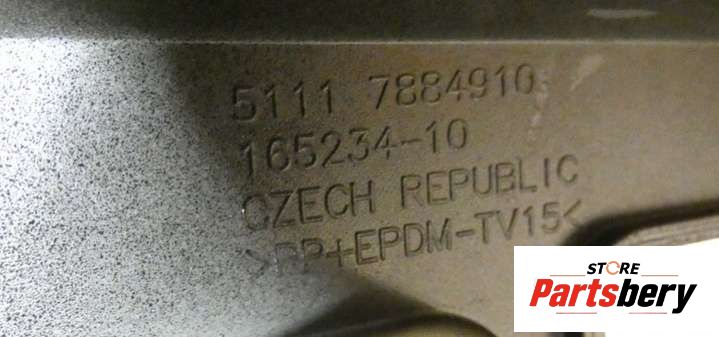 5111 7884910
165234-10
CZECH REPUBLIC
>PP+EPDM-TV15<
STORE
Partsbery